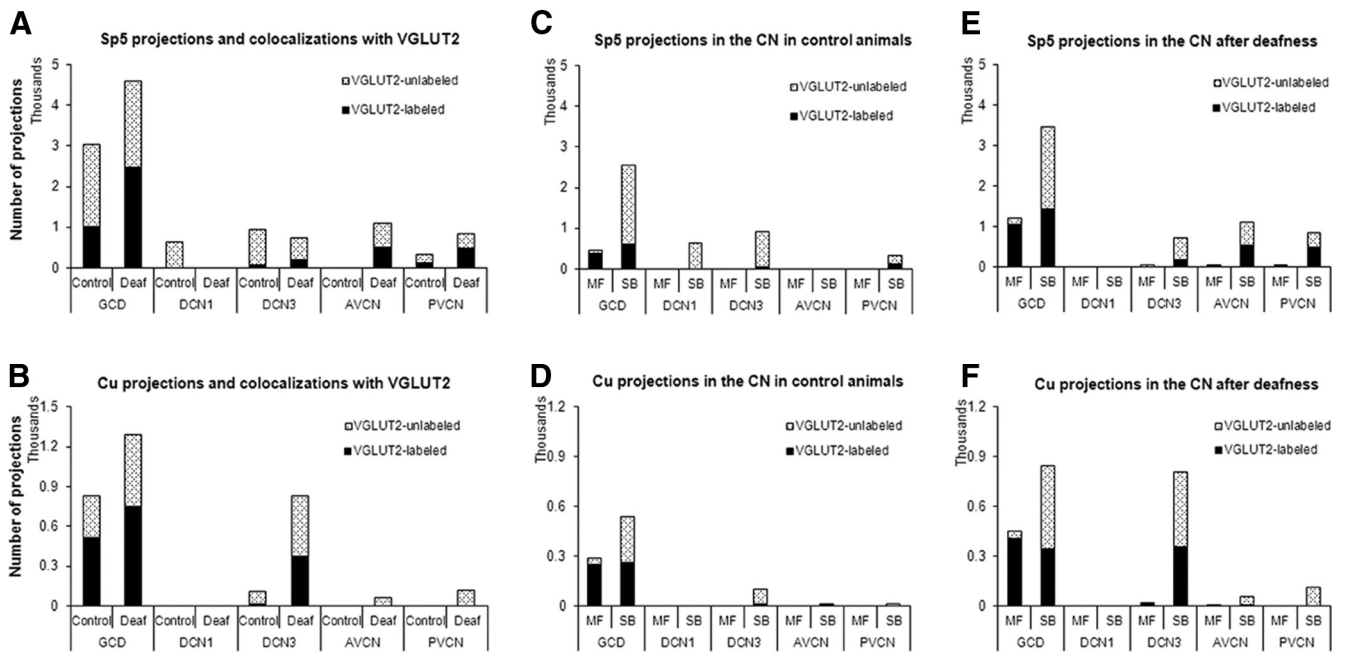 A
Sp5 projections and colocalizations with VGLUT2
Number of projections
Thousands
5
4
3
2
1
0
VGLUT2-unlabeled
VGLUT2-labeled
Control Deaf Control Deaf Control Deaf Control Deaf Control Deaf
GCD DCN1 DCN3 AVCN PVCN
C
Sp5 projections in the CN in control animals
Thousands
5
4
3
2
1
0
VGLUT2-unlabeled
VGLUT2-labeled
MF SB MF SB MF SB MF SB MF SB
GCD DCN1 DCN3 AVCN PVCN
E
Sp5 projections in the CN after deafness
Thousands
5
4
3
2
1
0
VGLUT2-unlabeled
VGLUT2-labeled
MF SB MF SB MF SB MF SB MF SB
GCD DCN1 DCN3 AVCN PVCN
B
Cu projections and colocalizations with VGLUT2
Number of projections
Thousands
1.5
1.2
0.9
0.6
0.3
0
VGLUT2-unlabeled
VGLUT2-labeled
Control Deaf Control Deaf Control Deaf Control Deaf Control Deaf
GCD DCN1 DCN3 AVCN PVCN
D
Cu projections in the CN in control animals
Thousands
1.2
0.9
0.6
0.3
0
VGLUT2-unlabeled
VGLUT2-labeled
MF SB MF SB MF SB MF SB MF SB
GCD DCN1 DCN3 AVCN PVCN
F
Cu projections in the CN after deafness
Thousands
1.2
0.9
0.6
0.3
0
VGLUT2-unlabeled
VGLUT2-labeled
MF SB MF SB MF SB MF SB MF SB
GCD DCN1 DCN3 AVCN PVCN